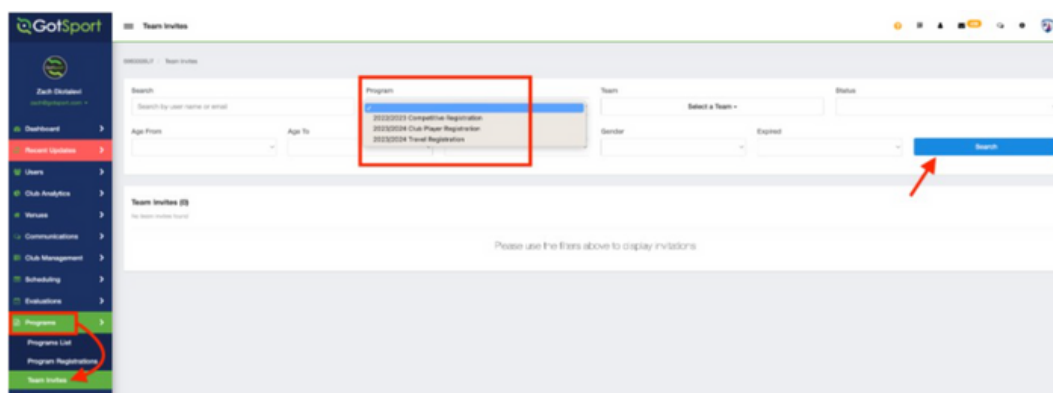 GotSport
Team Invites
Zach Dictalevi
Team Invites
Search
Program
Team
Status
Search by user name or email
Select a Team
2022/2023 Competitive Registration
2023/2024 Club Player Registration
2023/2024 Travel Registration
Age From
Age To
Gender
Expired
Search
Dashboard
Recent Updates
Users
Club Analytics
Venues
Communications
Club Management
Scheduling
Evaluations
Programs
Programs List
Program Registrations
Team Invites
Team Invites (0)
No team invites found
Please use the filters above to display invitations